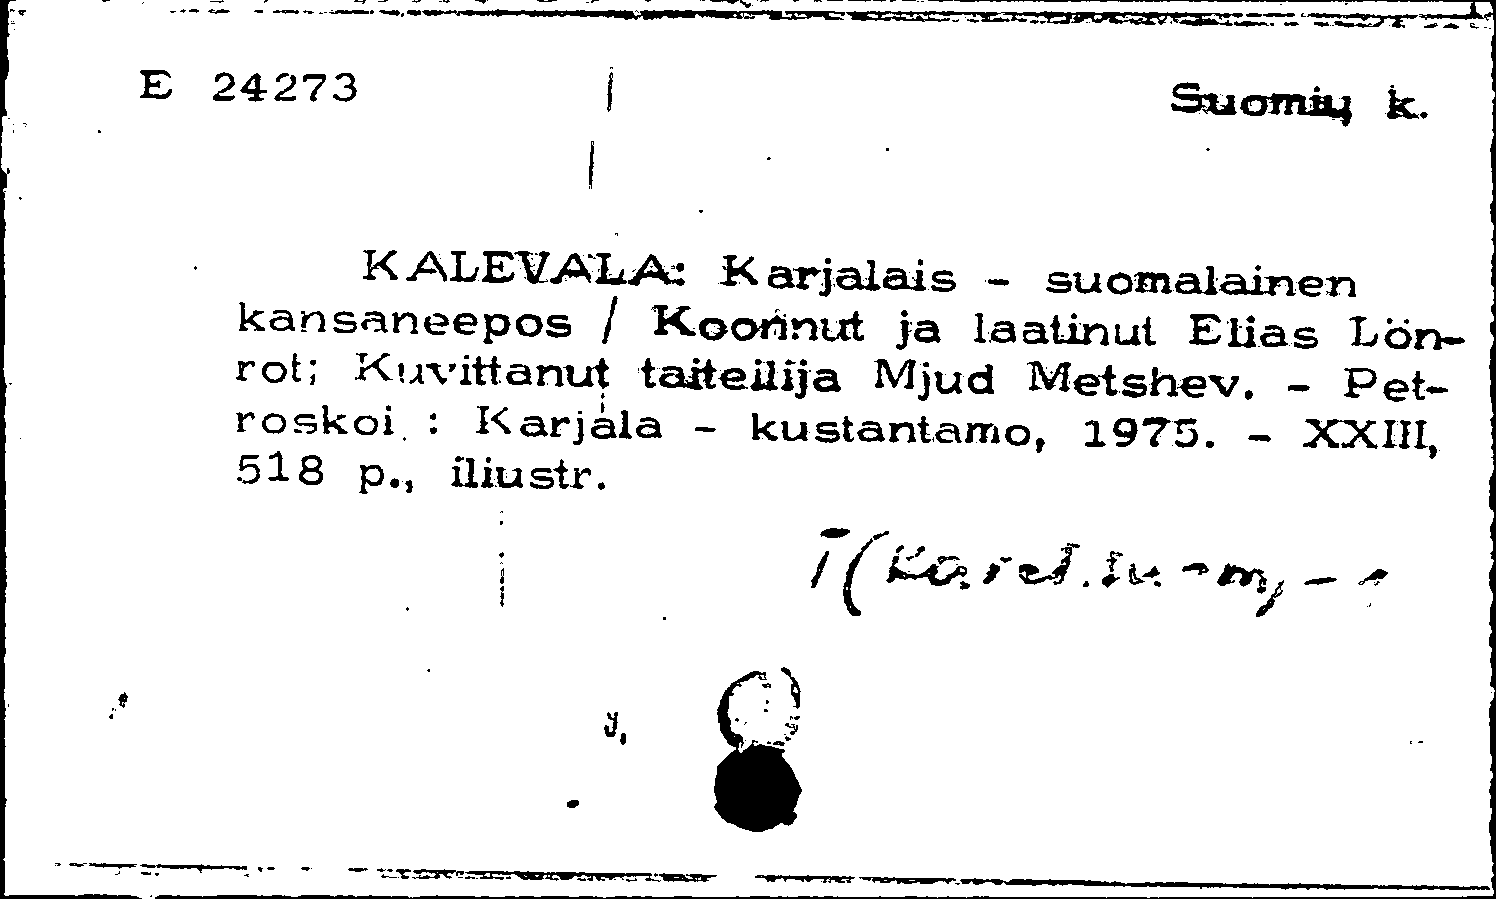 E 24273
Suomių k.
KALEVALA: Karjalais - suomalainen
kansaneepos / Koonnut ja laatinut Elias Lön-
rot; Kuvittanut taiteilija Mjud Metshev. - Pet-
roskoi : Karjala - kustantamo, 1975. - XXIII,
518 p., iliustr.
T(Karel.